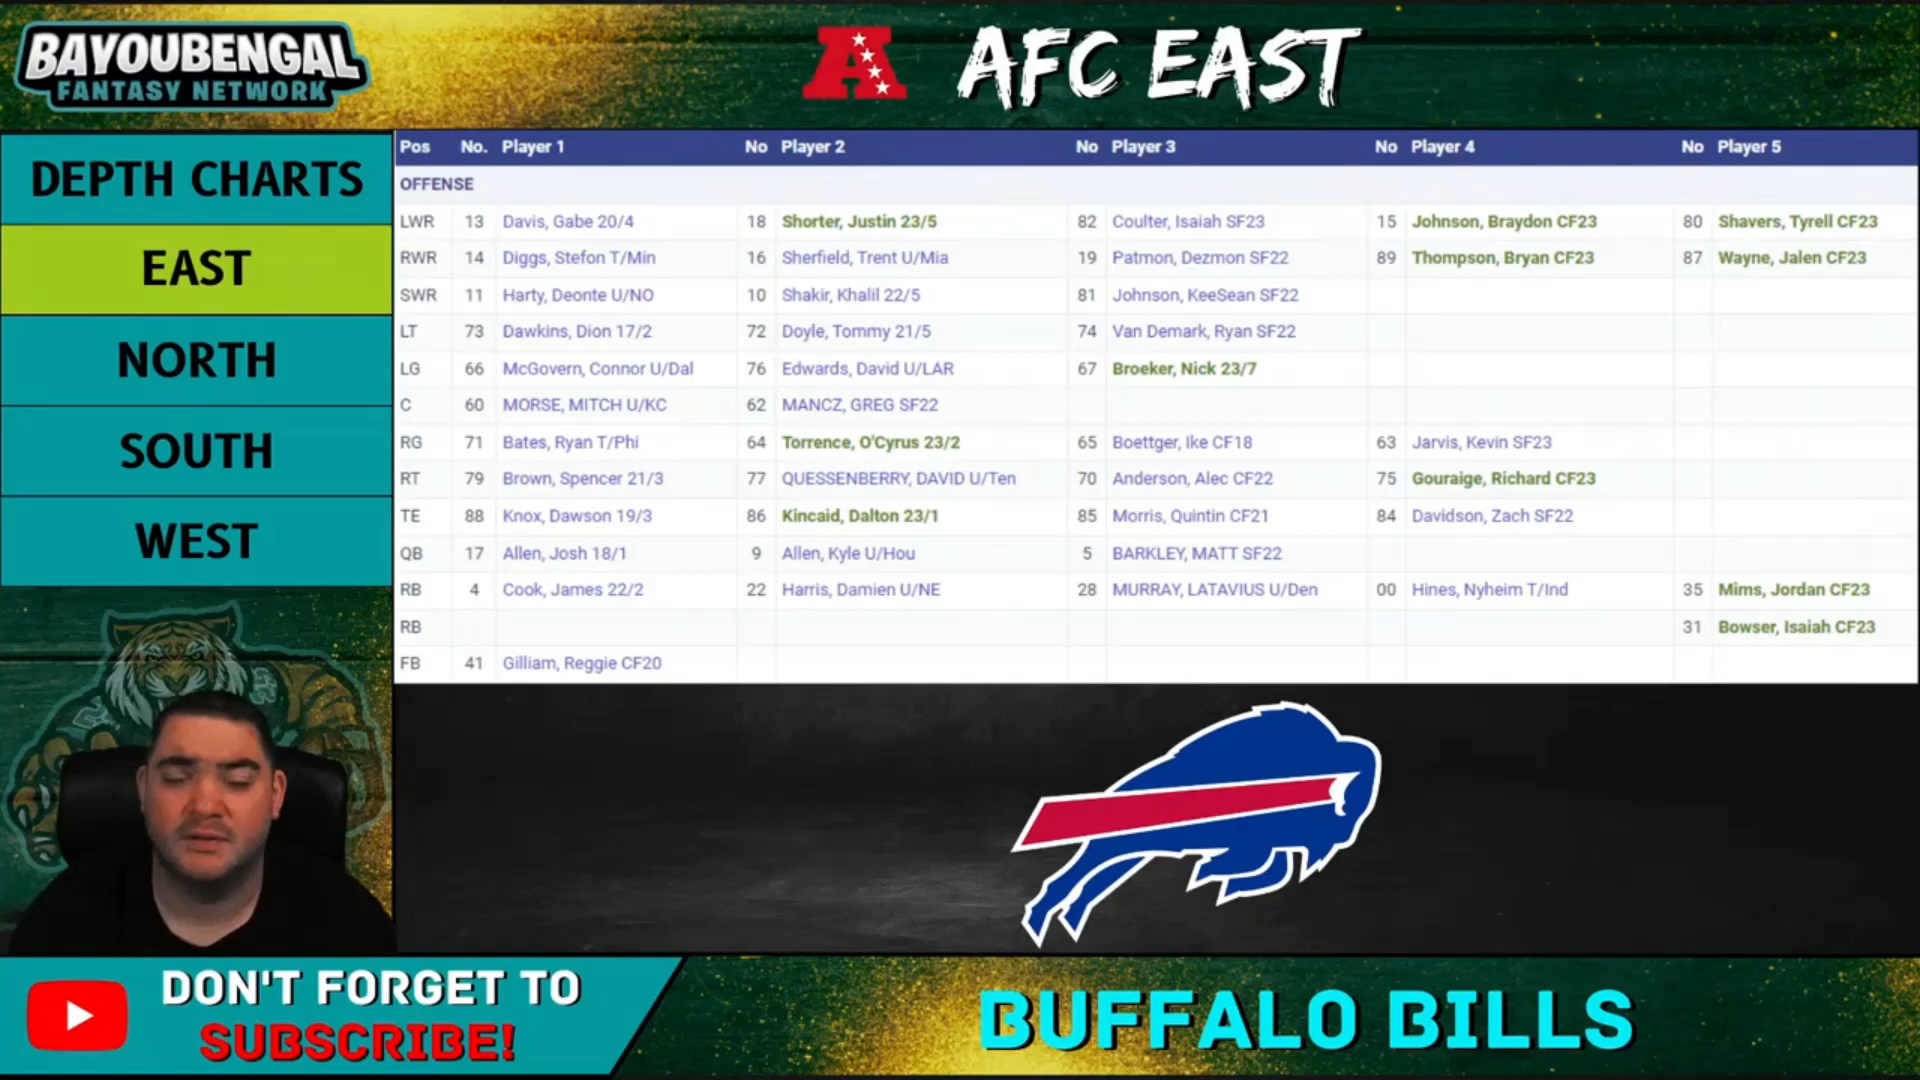 BAYOUBENGAL
FANTASY NETWORK
AFC EAST
DEPTH CHARTS
EAST
NORTH
SOUTH
WEST
Pos No. Player 1 No Player 2 No Player 3 No Player 4 No Player 5
OFFENSE
LWR 13 Davis, Gabe 20/4 18 Shorter, Justin 23/5 82 Coulter, Isaiah SF23 15 Johnson, Braydon CF23 80 Shavers, Tyrell CF23
RWR 14 Diggs, Stefon T/Min 16 Sherfield, Trent U/Mia 19 Patmon, Dezmon SF22 89 Thompson, Bryan CF23 87 Wayne, Jalen CF23
SWR 11 Harty, Deonte U/NO 10 Shakir, Khalil 22/5 81 Johnson, KeeSean SF22
LT 73 Dawkins, Dion 17/2 72 Doyle, Tommy 21/5 74 Van Demark, Ryan SF22
LG 66 McGovern, Connor U/Dal 76 Edwards, David U/LAR 67 Broeker, Nick 23/7
C 60 MORSE, MITCH U/KC 62 MANCZ, GREG SF22
RG 71 Bates, Ryan T/Phi 64 Torrence, O'Cyrus 23/2 65 Boettger, Ike CF18 63 Jarvis, Kevin SF23
RT 79 Brown, Spencer 21/3 77 QUESSENBERRY, DAVID U/Ten 70 Anderson, Alec CF22 75 Gouraige, Richard CF23
TE 88 Knox, Dawson 19/3 86 Kincaid, Dalton 23/1 85 Morris, Quintin CF21 84 Davidson, Zach SF22
QB 17 Allen, Josh 18/1 9 Allen, Kyle U/Hou 5 BARKLEY, MATT SF22
RB 4 Cook, James 22/2 22 Harris, Damien U/NE 28 MURRAY, LATAVIUS U/Den 00 Hines, Nyheim T/Ind 35 Mims, Jordan CF23
RB 31 Bowser, Isaiah CF23
FB 41 Gilliam, Reggie CF20
DON'T FORGET TO
SUBSCRIBE!
BUFFALO BILLS